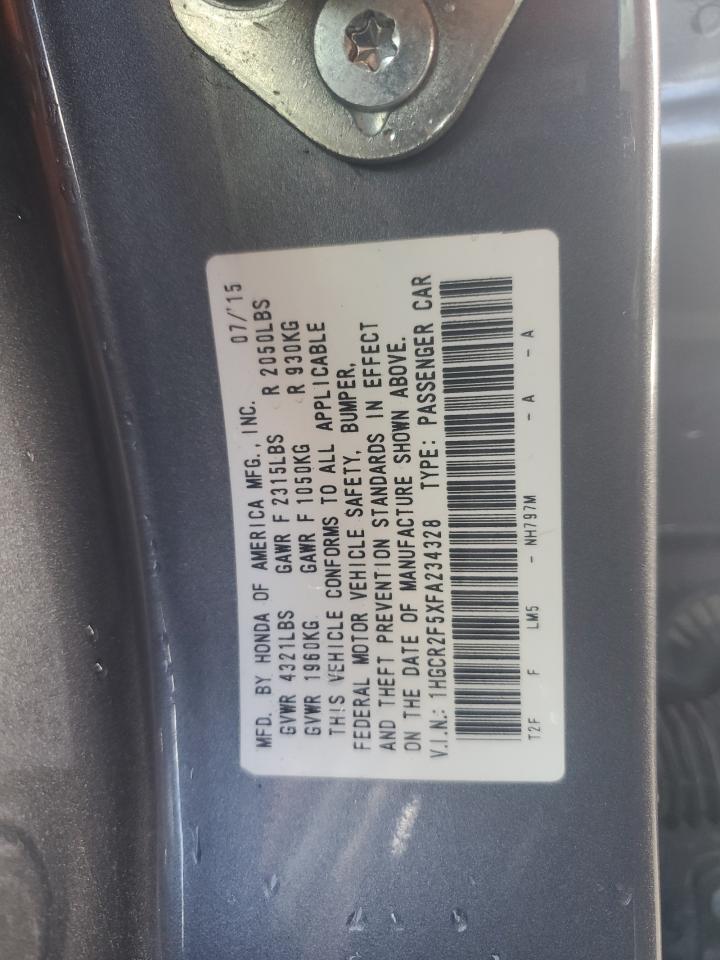 MFD. BY HONDA OF AMERICA MFG., INC. 07/'15
GVWR 4321LBS GAWR F 2315LBS R 2050LBS
GVWR 1960KG GAWR F 1050KG R 930KG
THIS VEHICLE CONFORMS TO ALL APPLICABLE
FEDERAL MOTOR VEHICLE SAFETY, BUMPER,
AND THEFT PREVENTION STANDARDS IN EFFECT
ON THE DATE OF MANUFACTURE SHOWN ABOVE.
V.I.N.: 1HGCR2F5XFA234328 TYPE: PASSENGER CAR
T2F F LM5 - NH797M - A - A